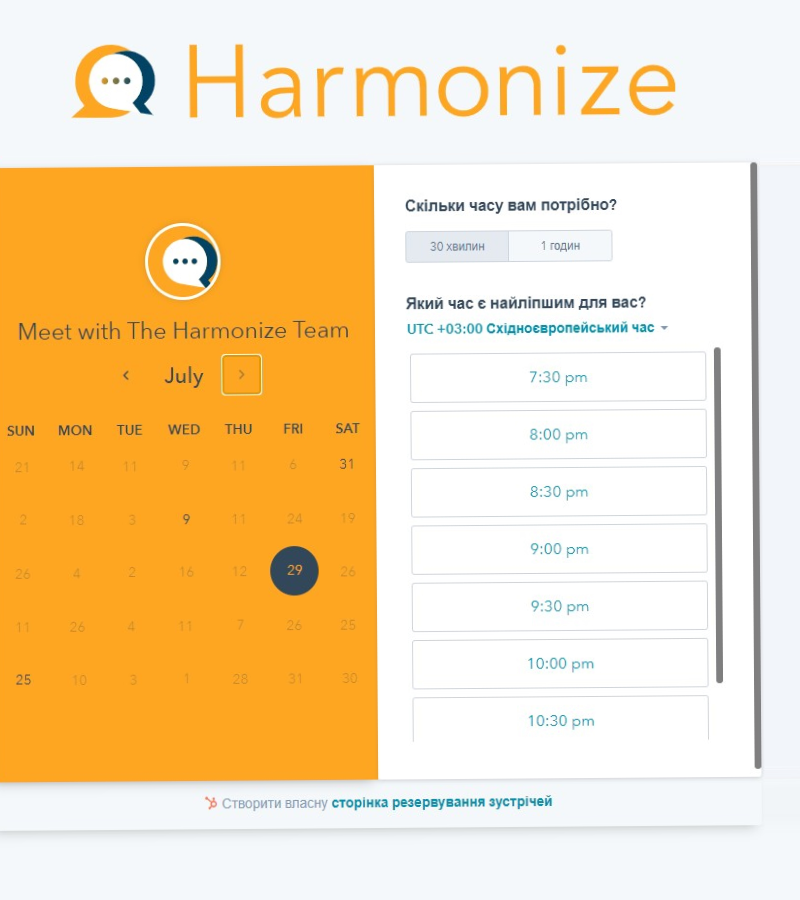 Harmonize
Meet with The Harmonize Team
July
SUN MON TUE WED THU FRI SAT
21 14 11 9 11 6 31
2 18 3 9 11 24 19
26 4 2 16 12 29 26
11 26 4 11 7 26 25
25 10 3 1 28 31 30
Скільки часу вам потрібно?
30 хвилин 1 годин
Який час є найліпшим для вас?
UTC +03:00 Східноєвропейський час
7:30 pm
8:00 pm
8:30 pm
9:00 pm
9:30 pm
10:00 pm
10:30 pm
Створити власну сторінка резервування зустрічей